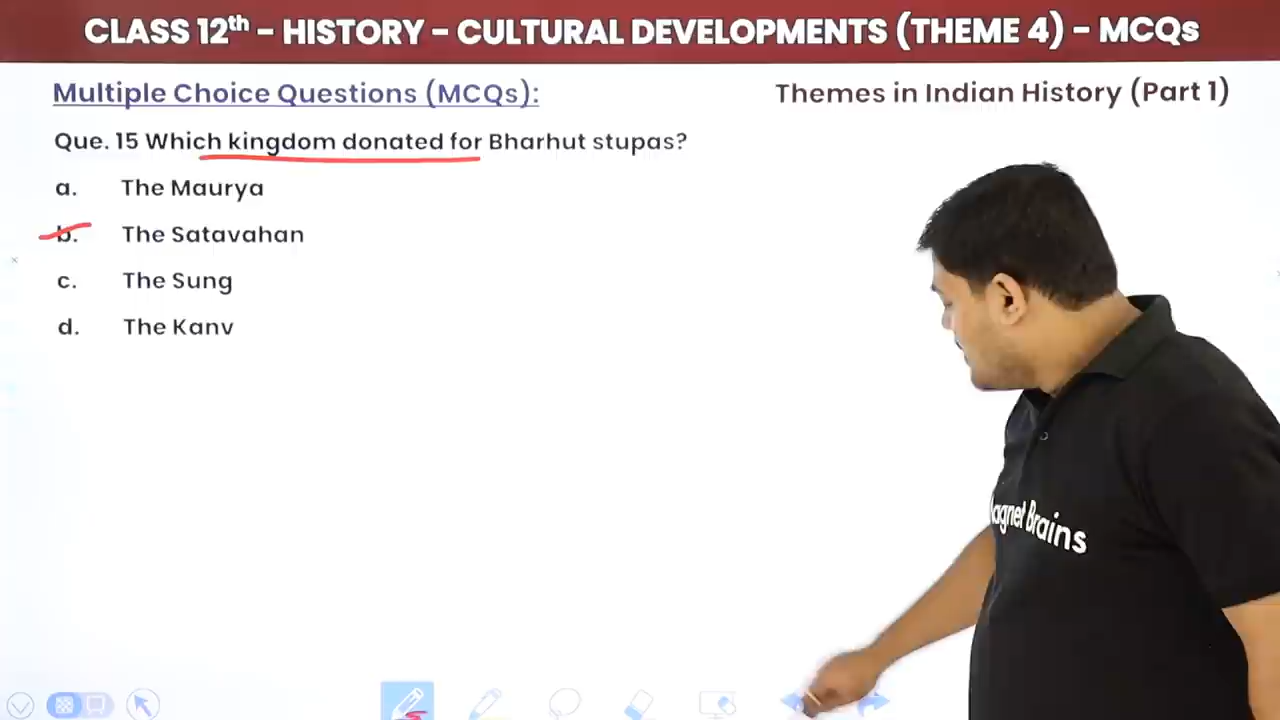 CLASS 12th – HISTORY – CULTURAL DEVELOPMENTS (THEME 4) – MCQs
Multiple Choice Questions (MCQs):
Themes in Indian History (Part 1)
Que. 15 Which kingdom donated for Bharhut stupas?
a. The Maurya
b. The Satavahan
c. The Sung
d. The Kanv
agnet Brains